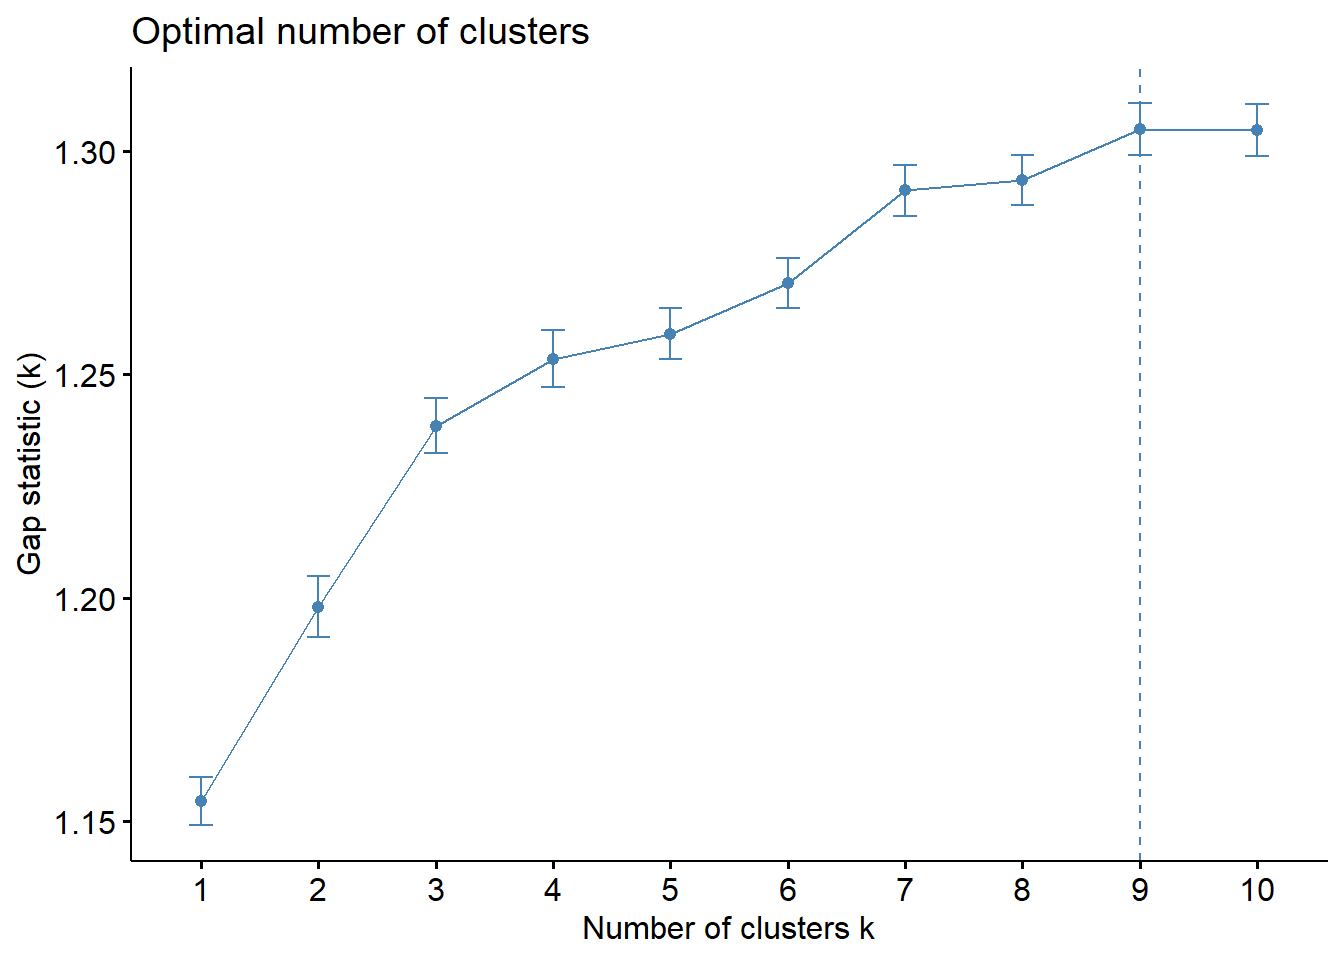 Optimal number of clusters
Gap statistic (k)
1.30
1.25
1.20
1.15
1 2 3 4 5 6 7 8 9 10
Number of clusters k